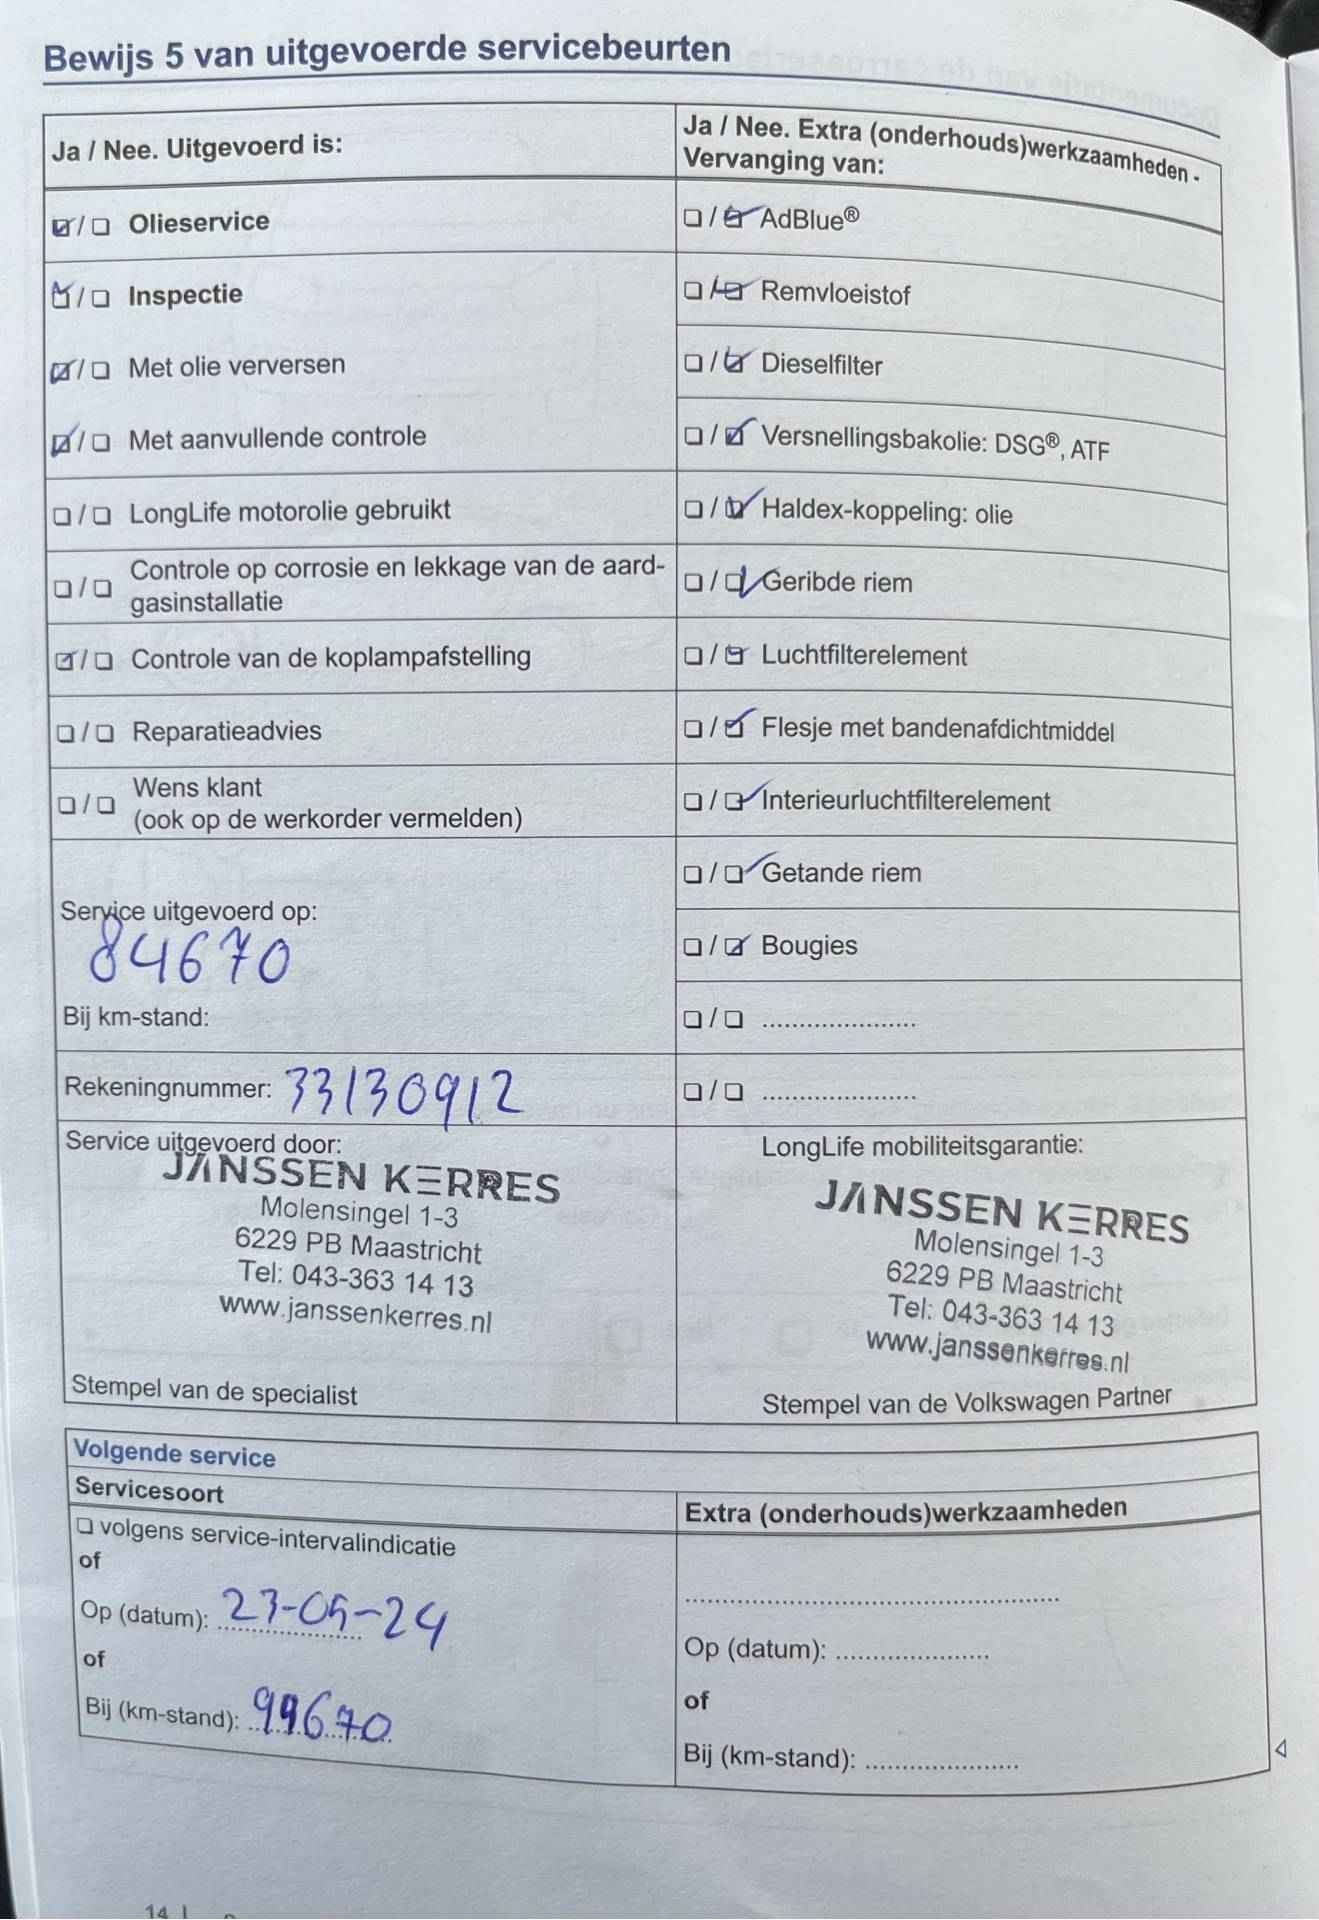 Bewijs 5 van uitgevoerde servicebeurten
Ja / Nee. Uitgevoerd is:
☑/☐ Olieservice
☑/☐ Inspectie
☑/☐ Met olie verversen
☑/☐ Met aanvullende controle
☐/☐ LongLife motorolie gebruikt
☐/☐ Controle op corrosie en lekkage van de aard-
gasinstallatie
☑/☐ Controle van de koplampafstelling
☐/☐ Reparatieadvies
☐/☐ Wens klant
(ook op de werkorder vermelden)
Service uitgevoerd op:
84670
Bij km-stand:
Rekeningnummer: 33130912
Service uitgevoerd door:
JANSSEN KERRES
Molensingel 1-3
6229 PB Maastricht
Tel: 043-363 14 13
www.janssenkerres.nl
Stempel van de specialist
Ja / Nee. Extra (onderhouds)werkzaamheden -
Vervanging van:
☐/☑ AdBlue®
☐/☑ Remvloeistof
☐/☑ Dieselfilter
☐/☑ Versnellingsbakolie: DSG®, ATF
☐/☑ Haldex-koppeling: olie
☐/☑ Geribde riem
☐/☑ Luchtfilterelement
☐/☑ Flesje met bandenafdichtmiddel
☐/☑ Interieurluchtfilterelement
☐/☑ Getande riem
☐/☑ Bougies
☐/☐ .....................
☐/☐ .....................
LongLife mobiliteitsgarantie:
JANSSEN KERRES
Molensingel 1-3
6229 PB Maastricht
Tel: 043-363 14 13
www.janssenkerres.nl
Stempel van de Volkswagen Partner
Volgende service
Servicesoort
☐ volgens service-intervalindicatie
of
Op (datum): 23-05-24
of
Bij (km-stand): 99670
Extra (onderhouds)werkzaamheden
...................................................
Op (datum): .....................
of
Bij (km-stand): .....................
14